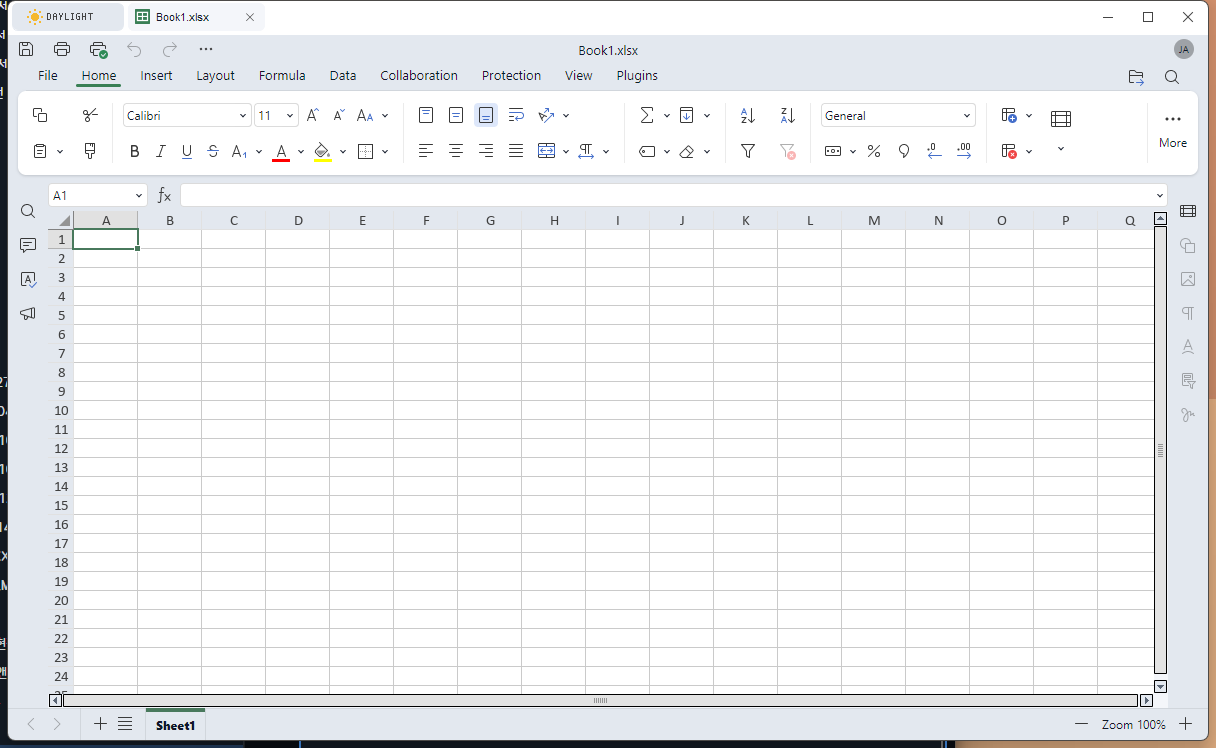 DAYLIGHT
Book1.xlsx
Book1.xlsx
JA
File Home Insert Layout Formula Data Collaboration Protection View Plugins
Calibri 11
General
More
A1
fx
A B C D E F G H I J K L M N O P Q
1
2
3
4
5
6
7
8
9
10
11
12
13
14
15
16
17
18
19
20
21
22
23
24
25
Sheet1
Zoom 100%